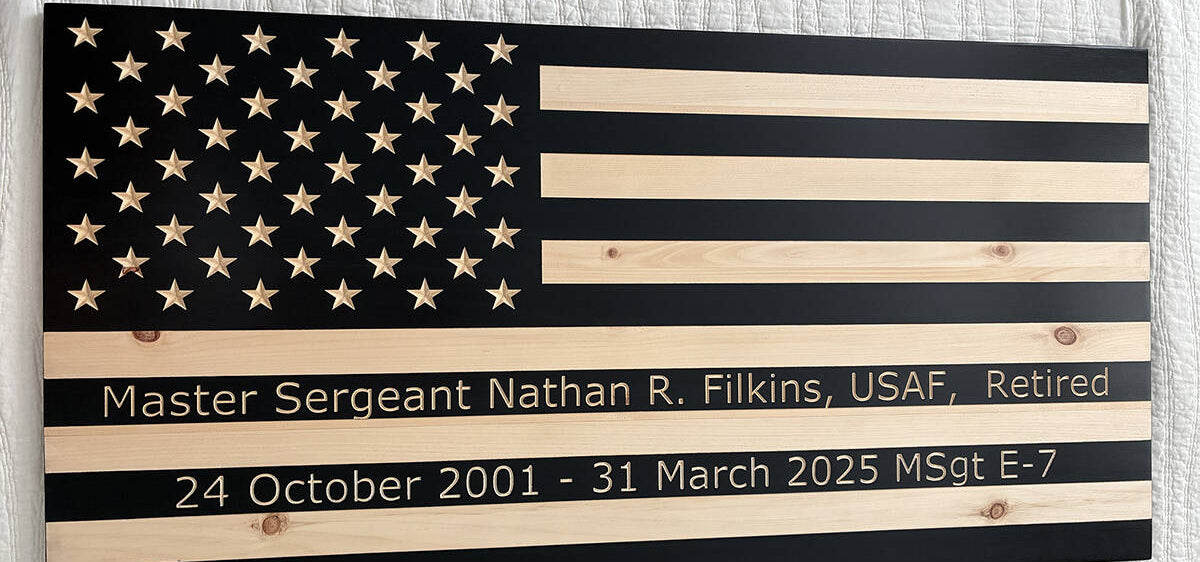 Master Sergeant Nathan R. Filkins, USAF, Retired
24 October 2001 - 31 March 2025 MSgt E-7